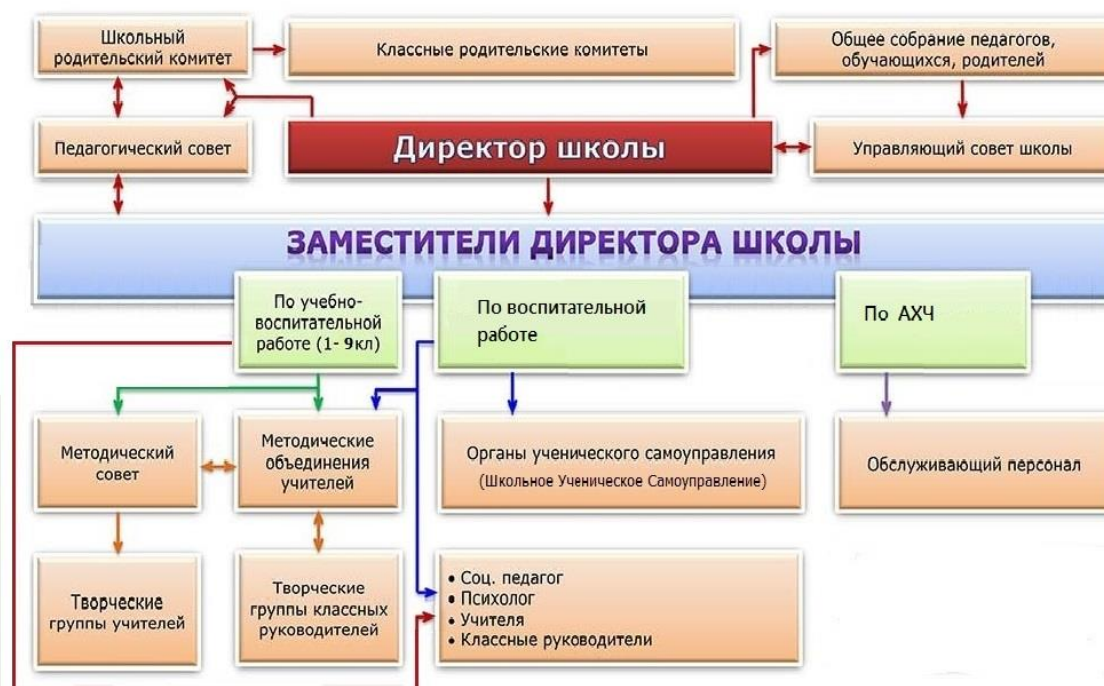 Школьный
родительский комитет
Классные родительские комитеты
Общее собрание педагогов,
обучающихся, родителей
Педагогический совет
Директор школы
Управляющий совет школы
ЗАМЕСТИТЕЛИ ДИРЕКТОРА ШКОЛЫ
По учебно-
воспитательной
работе (1- 9кл)
По воспитательной
работе
По АХЧ
Методический
совет
Методические
объединения
учителей
Органы ученического самоуправления
(Школьное Ученическое Самоуправление)
Обслуживающий персонал
Творческие
группы учителей
Творческие
группы классных
руководителей
• Соц. педагог
• Психолог
• Учителя
• Классные руководители